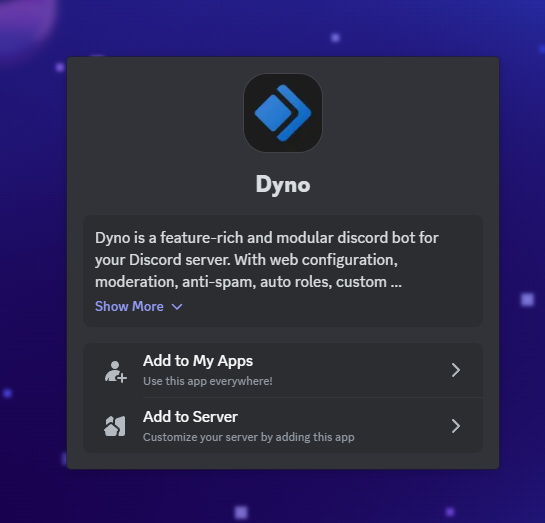 Dyno
Dyno is a feature-rich and modular discord bot for
your Discord server. With web configuration,
moderation, anti-spam, auto roles, custom ...
Show More
Add to My Apps
Use this app everywhere!
Add to Server
Customize your server by adding this app